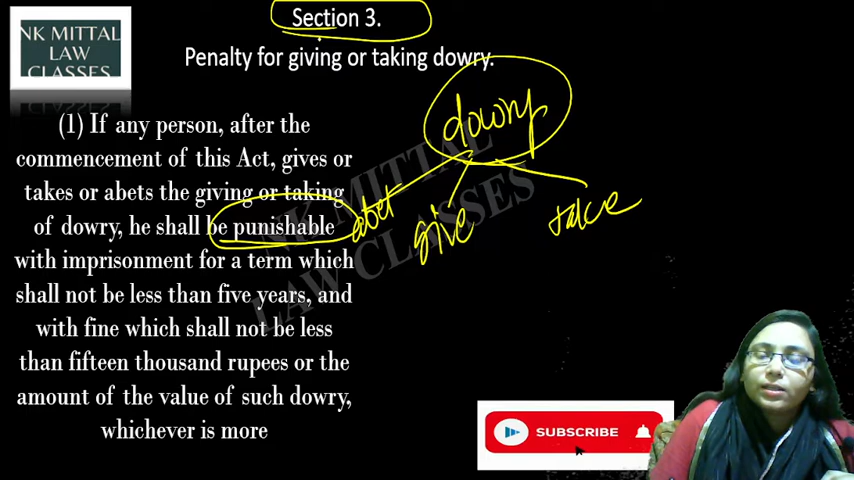 NK MITTAL
LAW
CLASSES
Section 3.
Penalty for giving or taking dowry.
(1) If any person, after the
commencement of this Act, gives or
takes or abets the giving or taking
of dowry, he shall be punishable
with imprisonment for a term which
shall not be less than five years, and
with fine which shall not be less
than fifteen thousand rupees or the
amount of the value of such dowry,
whichever is more
dowry
abet
give
take
NK MITTAL
LAW CLASSES
SUBSCRIBE